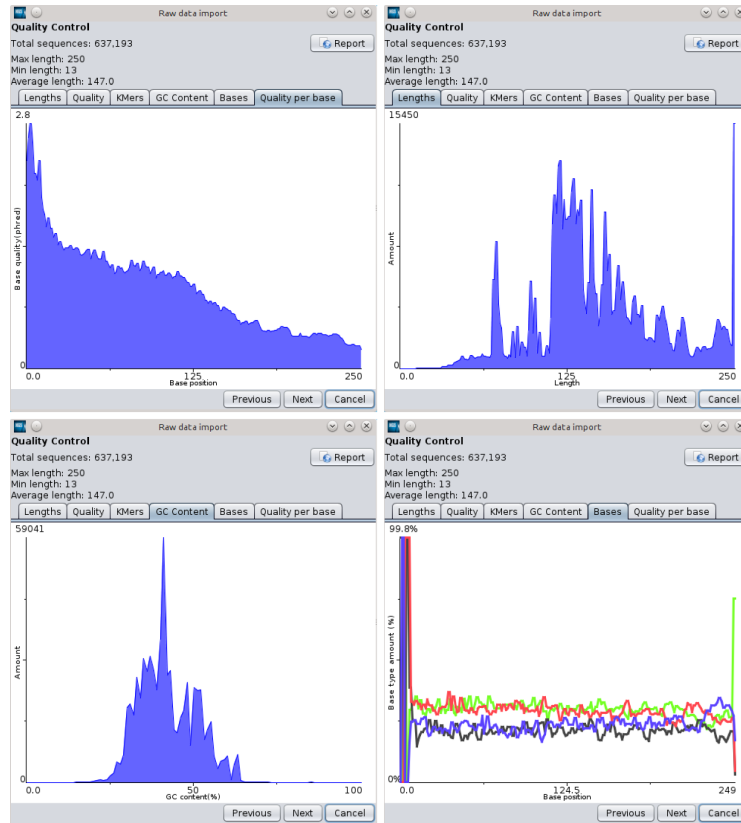 Raw data import
Quality Control
Total sequences: 637,193
Report
Max length: 250
Min length: 13
Average length: 147.0
Lengths Quality KMers GC Content Bases Quality per base
2.8
Base quality(phred)
0
0.0 125 250
Base position
Previous Next Cancel
Raw data import
Quality Control
Total sequences: 637,193
Report
Max length: 250
Min length: 13
Average length: 147.0
Lengths Quality KMers GC Content Bases Quality per base
15450
Amount
0
0.0 125 250
Length
Previous Next Cancel
Raw data import
Quality Control
Total sequences: 637,193
Report
Max length: 250
Min length: 13
Average length: 147.0
Lengths Quality KMers GC Content Bases Quality per base
59041
Amount
0
0.0 50 100
GC content(%)
Previous Next Cancel
Raw data import
Quality Control
Total sequences: 637,193
Report
Max length: 250
Min length: 13
Average length: 147.0
Lengths Quality KMers GC Content Bases Quality per base
99.8%
Base type amount (%)
0%
0.0 124.5 249
Base position
Previous Next Cancel